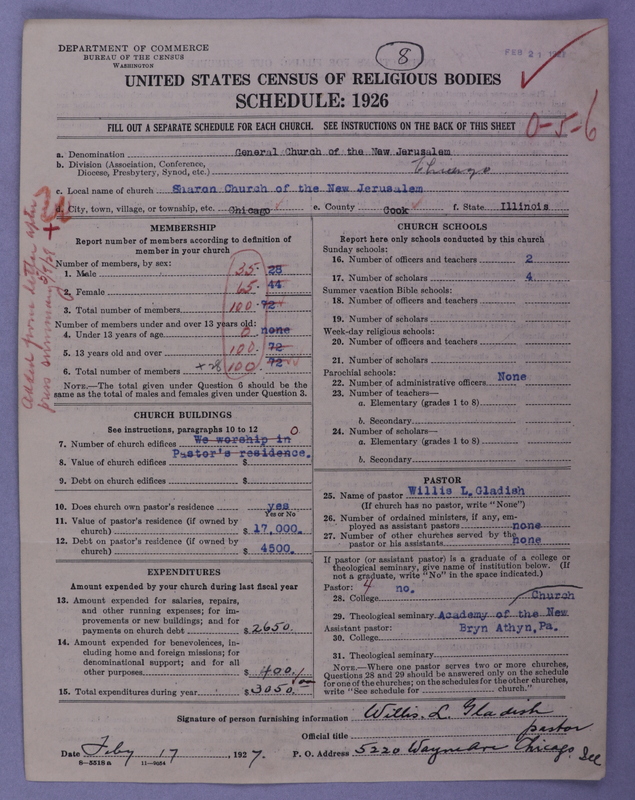 DEPARTMENT OF COMMERCE
BUREAU OF THE CENSUS
WASHINGTON
8
FEB 21
UNITED STATES CENSUS OF RELIGIOUS BODIES
SCHEDULE: 1926
FILL OUT A SEPARATE SCHEDULE FOR EACH CHURCH. SEE INSTRUCTIONS ON THE BACK OF THIS SHEET
0-5-6
a. Denomination General Church of the New Jerusalem
b. Division (Association, Conference,
Diocese, Presbytery, Synod, etc.) Chicago
c. Local name of church Sharon Church of the New Jerusalem
d. City, town, village, or township, etc. Chicago e. County Cook f. State Illinois
MEMBERSHIP
Report number of members according to definition of
member in your church
Number of members, by sex:
1. Male 35 28
2. Female 65 44
3. Total number of members 100 72
Number of members under and over 13 years old:
4. Under 13 years of age 0 none
5. 13 years old and over 100 72
6. Total number of members +28 100 72
NOTE.—The total given under Question 6 should be the
same as the total of males and females given under Question 3.
Added from letter after
CHURCH BUILDINGS
See instructions, paragraphs 10 to 12
7. Number of church edifices We worship in 0
Pastor's residence.
8. Value of church edifices $
9. Debt on church edifices $
10. Does church own pastor's residence yes
Yes or No
11. Value of pastor's residence (if owned by
church) $ 17,000.
12. Debt on pastor's residence (if owned by
church) $ 4500.
EXPENDITURES
Amount expended by your church during last fiscal year
13. Amount expended for salaries, repairs,
and other running expenses; for im-
provements or new buildings; and for
payments on church debt $ 2650.
14. Amount expended for benevolences, in-
cluding home and foreign missions; for
denominational support; and for all
other purposes $ 400.
15. Total expenditures during year $ 3050.
CHURCH SCHOOLS
Report here only schools conducted by this church
Sunday schools:
16. Number of officers and teachers 2
17. Number of scholars 4
Summer vacation Bible schools:
18. Number of officers and teachers
19. Number of scholars
Week-day religious schools:
20. Number of officers and teachers
21. Number of scholars
Parochial schools:
22. Number of administrative officers None
23. Number of teachers—
a. Elementary (grades 1 to 8)
b. Secondary
24. Number of scholars—
a. Elementary (grades 1 to 8)
b. Secondary
PASTOR
25. Name of pastor Willis L. Gladish
(If church has no pastor, write "None")
26. Number of ordained ministers, if any, em-
ployed as assistant pastors none
27. Number of other churches served by the
pastor or his assistants none
If pastor (or assistant pastor) is a graduate of a college or
theological seminary, give name of institution below. (If
not a graduate, write "No" in the space indicated.)
Pastor: 4
28. College no. Church
29. Theological seminary Academy of the New
Assistant pastor: Bryn Athyn, Pa.
30. College
31. Theological seminary
NOTE.—Where one pastor serves two or more churches,
Questions 28 and 29 should be answered only on the schedule
for one of the churches; on the schedules for the other churches,
write "See schedule for church."
Signature of person furnishing information Willis. L. Gladish
Official title pastor
Date Feby 17, 1927. P. O. Address 5220 Wayne Ave Chicago. Ill
8-5518a 11-9034